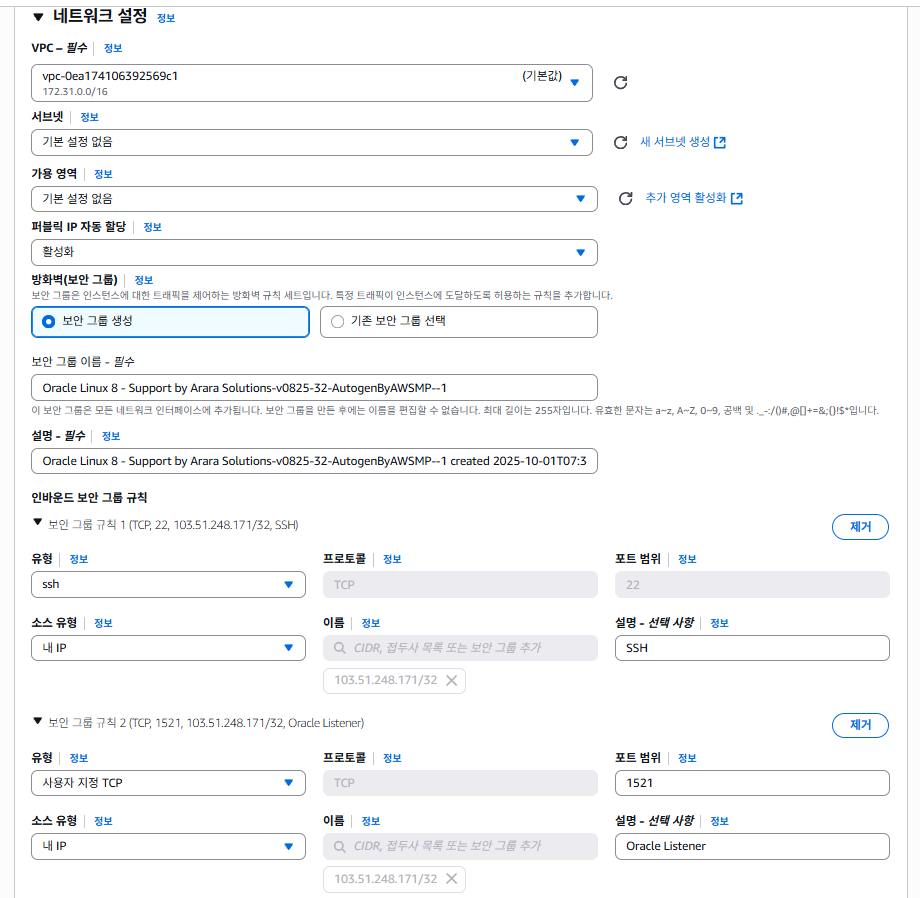 네트워크 설정 정보
VPC – 필수 정보
vpc-0ea174106392569c1 (기본값)
172.31.0.0/16
서브넷 정보
기본 설정 없음
새 서브넷 생성
가용 영역 정보
기본 설정 없음
추가 영역 활성화
퍼블릭 IP 자동 할당 정보
활성화
방화벽(보안 그룹) 정보
보안 그룹은 인스턴스에 대한 트래픽을 제어하는 방화벽 규칙 세트입니다. 특정 트래픽이 인스턴스에 도달하도록 허용하는 규칙을 추가합니다.
보안 그룹 생성 기존 보안 그룹 선택
보안 그룹 이름 - 필수
Oracle Linux 8 - Support by Arara Solutions-v0825-32-AutogenByAWSMP--1
이 보안 그룹은 모든 네트워크 인터페이스에 추가됩니다. 보안 그룹을 만든 후에는 이름을 편집할 수 없습니다. 최대 길이는 255자입니다. 유효한 문자는 a~z, A~Z, 0~9, 공백 및 ._-:/()#,@[]+=&;{}!$*입니다.
설명 - 필수 정보
Oracle Linux 8 - Support by Arara Solutions-v0825-32-AutogenByAWSMP--1 created 2025-10-01T07:3
인바운드 보안 그룹 규칙
보안 그룹 규칙 1 (TCP, 22, 103.51.248.171/32, SSH) 제거
유형 정보 프로토콜 정보 포트 범위 정보
ssh TCP 22
소스 유형 정보 이름 정보 설명 - 선택 사항 정보
내 IP CIDR, 접두사 목록 또는 보안 그룹 추가 SSH
103.51.248.171/32
보안 그룹 규칙 2 (TCP, 1521, 103.51.248.171/32, Oracle Listener) 제거
유형 정보 프로토콜 정보 포트 범위 정보
사용자 지정 TCP TCP 1521
소스 유형 정보 이름 정보 설명 - 선택 사항 정보
내 IP CIDR, 접두사 목록 또는 보안 그룹 추가 Oracle Listener
103.51.248.171/32